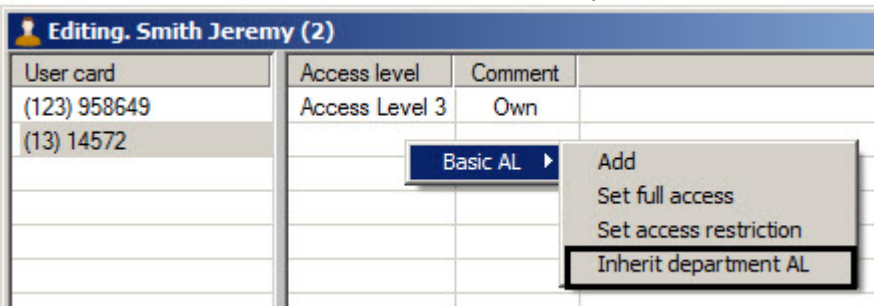 Editing. Smith Jeremy (2)
User card Access level Comment
(123) 958649 Access Level 3 Own
(13) 14572
Basic AL Add
Set full access
Set access restriction
Inherit department AL